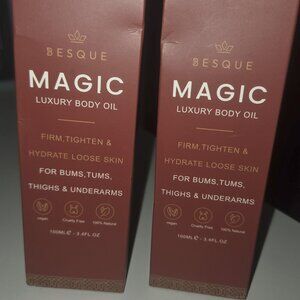 BESQUE
MAGIC
LUXURY BODY OIL
FIRM, TIGHTEN &
HYDRATE LOOSE SKIN
FOR BUMS, TUMS,
THIGHS & UNDERARMS
vegan
Cruelty Free
100% Natural
100ML e - 3.4FL.OZ
BESQUE
MAGIC
LUXURY BODY OIL
FIRM, TIGHTEN &
HYDRATE LOOSE SKIN
FOR BUMS, TUMS,
THIGHS & UNDERARMS
vegan
Cruelty Free
100% Natural
100ML e - 3.4FL.OZ